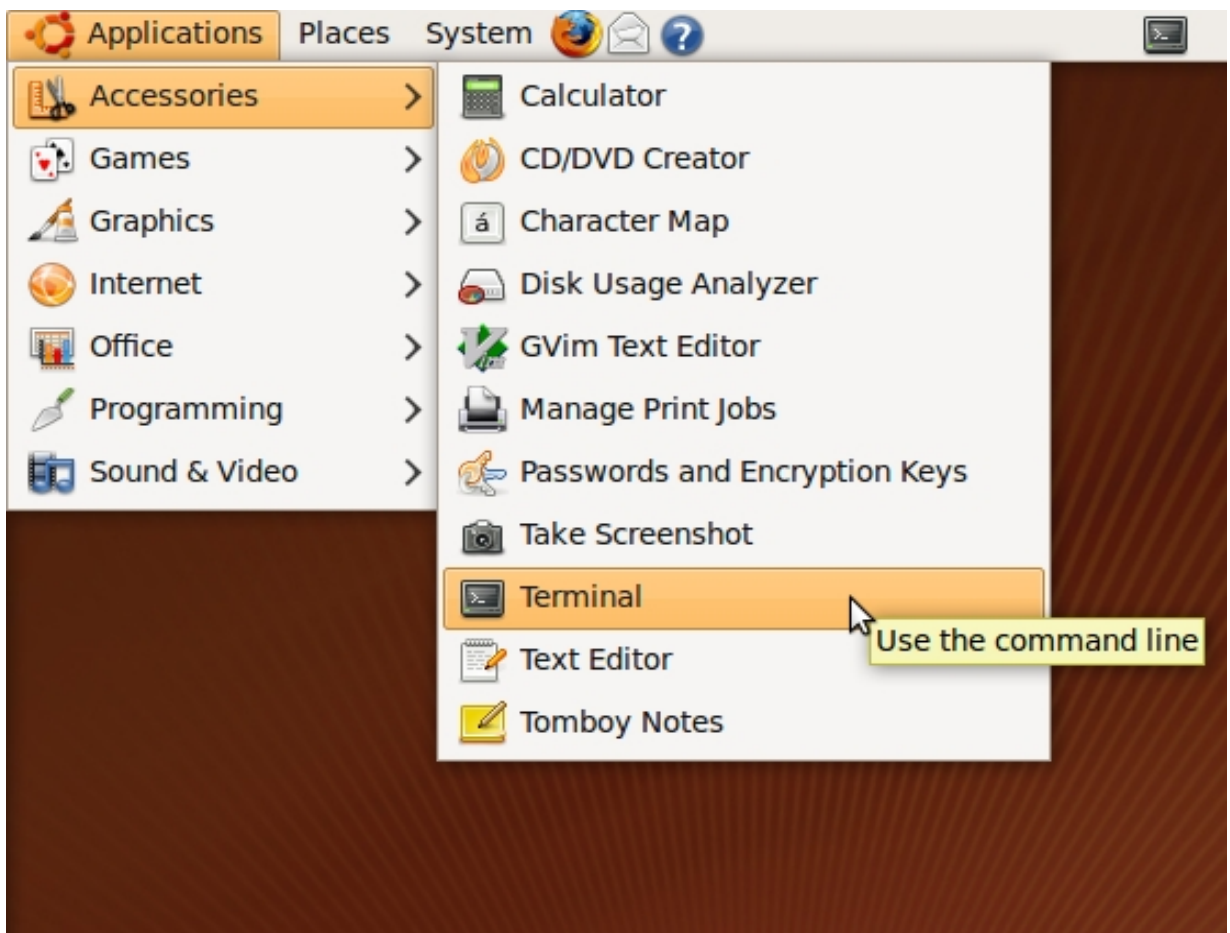 Applications Places System
Accessories
Games
Graphics
Internet
Office
Programming
Sound & Video
Calculator
CD/DVD Creator
Character Map
Disk Usage Analyzer
GVim Text Editor
Manage Print Jobs
Passwords and Encryption Keys
Take Screenshot
Terminal
Use the command line
Text Editor
Tomboy Notes